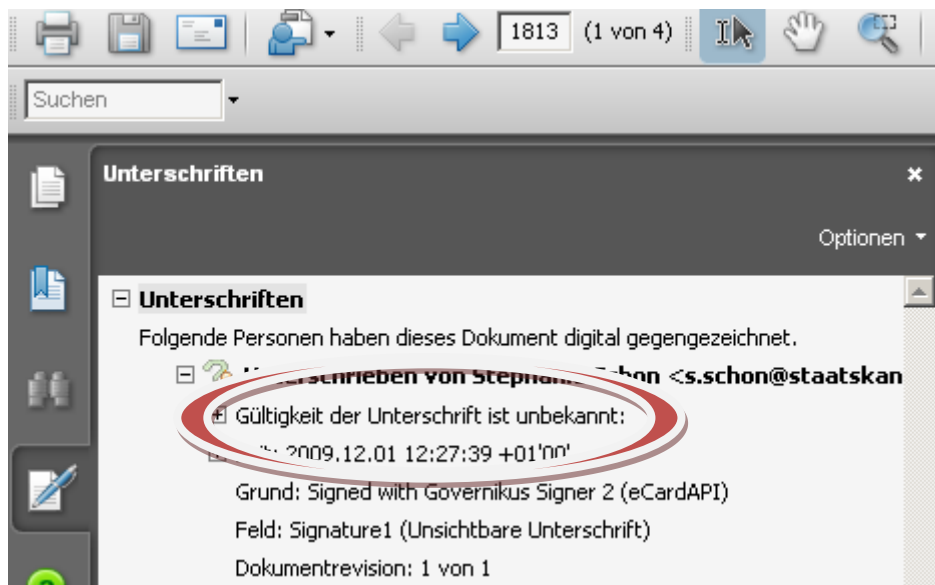 1813 (1 von 4)
Suchen
Unterschriften
Optionen
Unterschriften
Folgende Personen haben dieses Dokument digital gegengezeichnet.
von <s.schon@staatskan
Gültigkeit der Unterschrift ist unbekannt:
2009.12.01 12:27:39 +01'00'
Grund: Signed with Governikus Signer 2 (eCardAPI)
Feld: Signature1 (Unsichtbare Unterschrift)
Dokumentrevision: 1 von 1